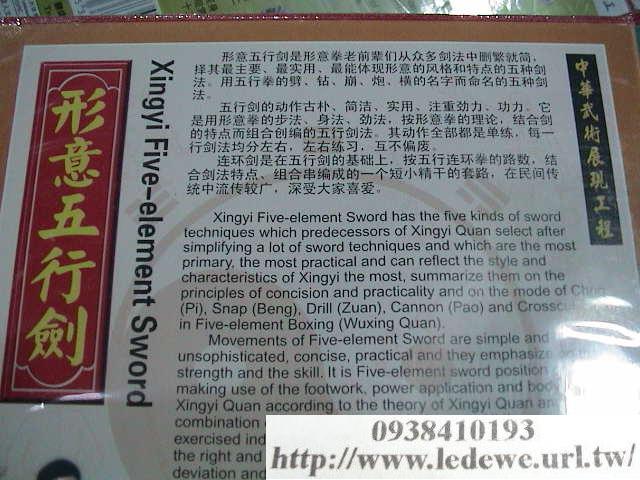 形意五行劍
Xingyi Five-element Sword
中華武術展現工程
形意五行剑是形意拳老前辈们从众多剑法中删繁就简，
择其最主要、最实用、最能体现形意的风格和特点的五种剑
法。用五行拳的劈、钻、崩、炮、横的名字而命名的五种剑
法。
五行剑的动作古朴、简洁、实用、注重劲力、功力。它
是用形意拳的步法、身法、劲法，按形意拳的理论，结合剑
的特点而组合创编的五行剑法。其动作全部都是单练，每一
行剑法均分左右，左右练习，互不偏废。
连环剑是在五行剑的基础上，按五行连环拳的路数，结
合剑法特点、组合串编成的一个短小精干的套路，在民间传
统中流传较广，深受大家喜爱。
Xingyi Five-element Sword has the five kinds of sword
techniques which predecessors of Xingyi Quan select after
simplifying a lot of sword techniques and which are the most
primary, the most practical and can reflect the style and
characteristics of Xingyi the most, summarize them on the
principles of concision and practicality and on the mode of
(Pi), Snap (Beng), Drill (Zuan), Cannon (Pao) and
in Five-element Boxing (Wuxing Quan).
Movements of Five-element Sword are simple and
unsophisticated, concise, practical and they emphasize
strength and the skill. It is Five-element sword position
making use of the footwork, power application and
Xingyi Quan according to the theory of Xingyi Quan
combination
exercised
the right and
deviation and
0938410193
http://www.ledewe.url.tw/